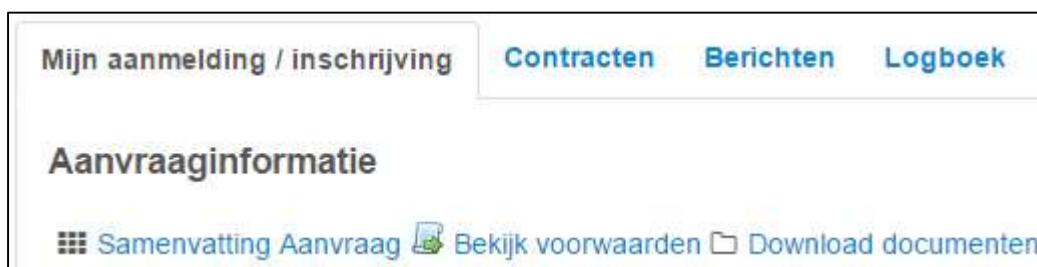 Mijn aanmelding / inschrijving Contracten Berichten Logboek
Aanvraaginformatie
Samenvatting Aanvraag Bekijk voorwaarden Download documenten